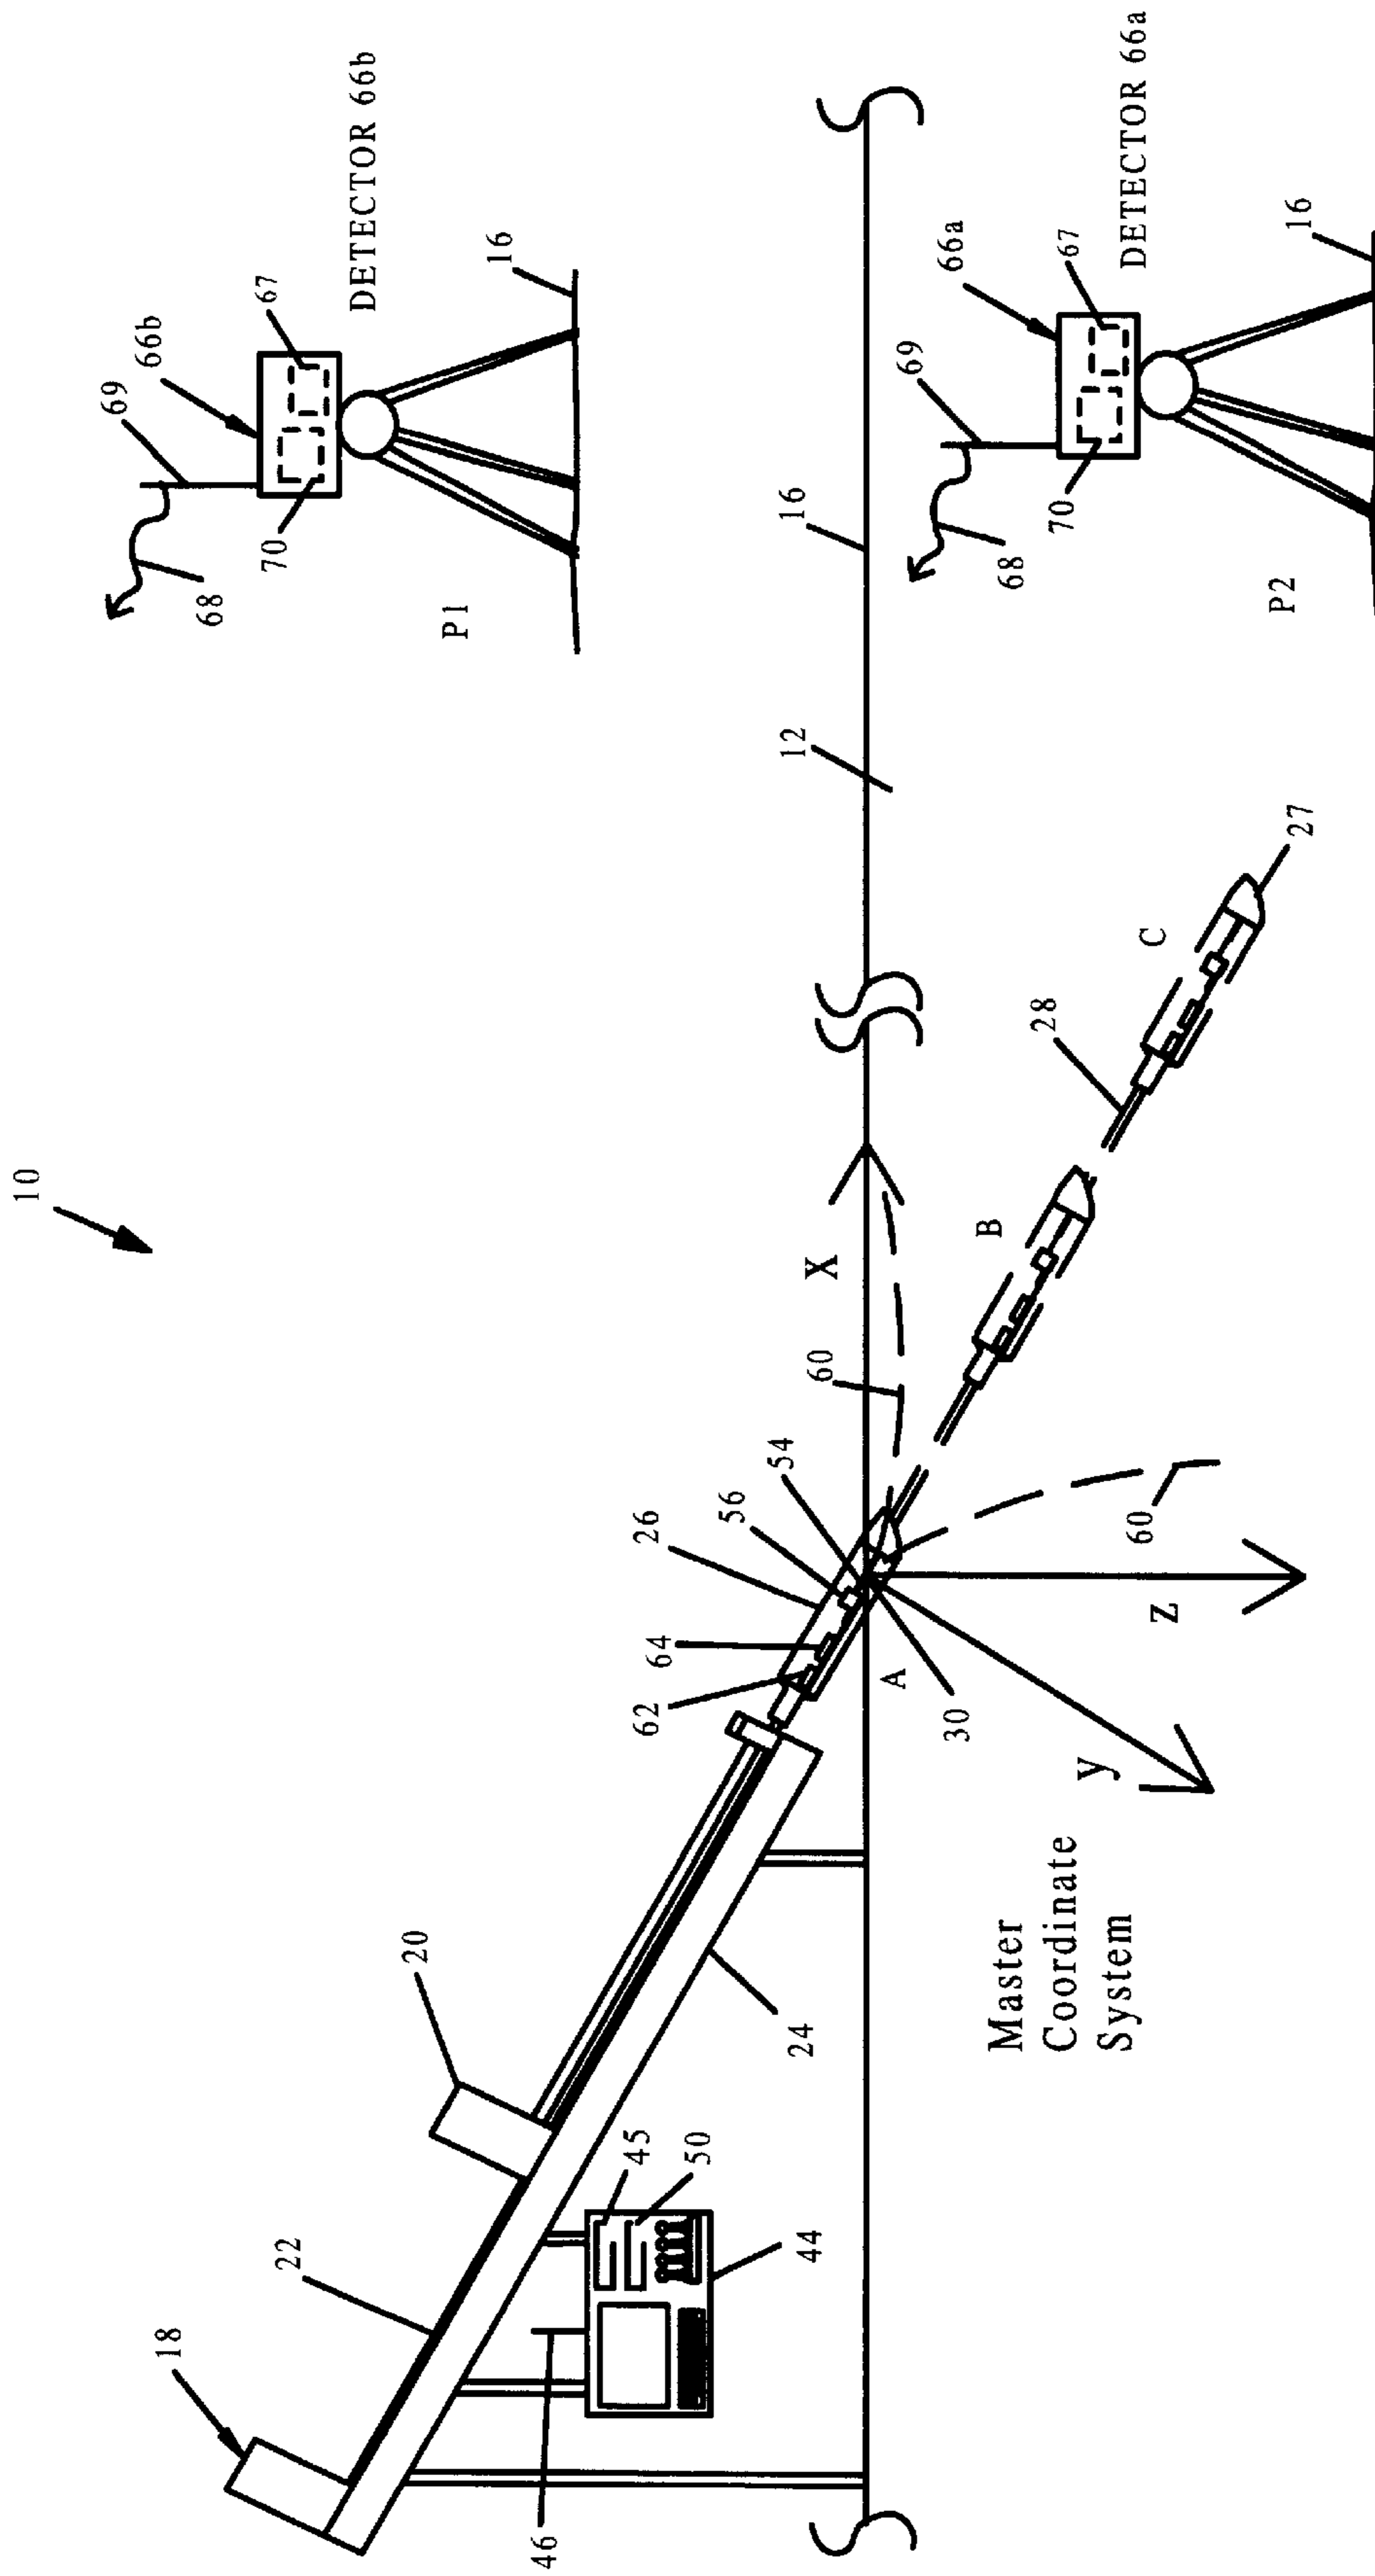 10
18
22
20
46
45
50
44
24
62
64
26
56
54
A
30
60
X
60
Z
y
Master
Coordinate
System
B
28
C
27
12
16
68
69
66b
67
70
DETECTOR 66b
P1
16
68
69
66a
67
70
DETECTOR 66a
P2
16